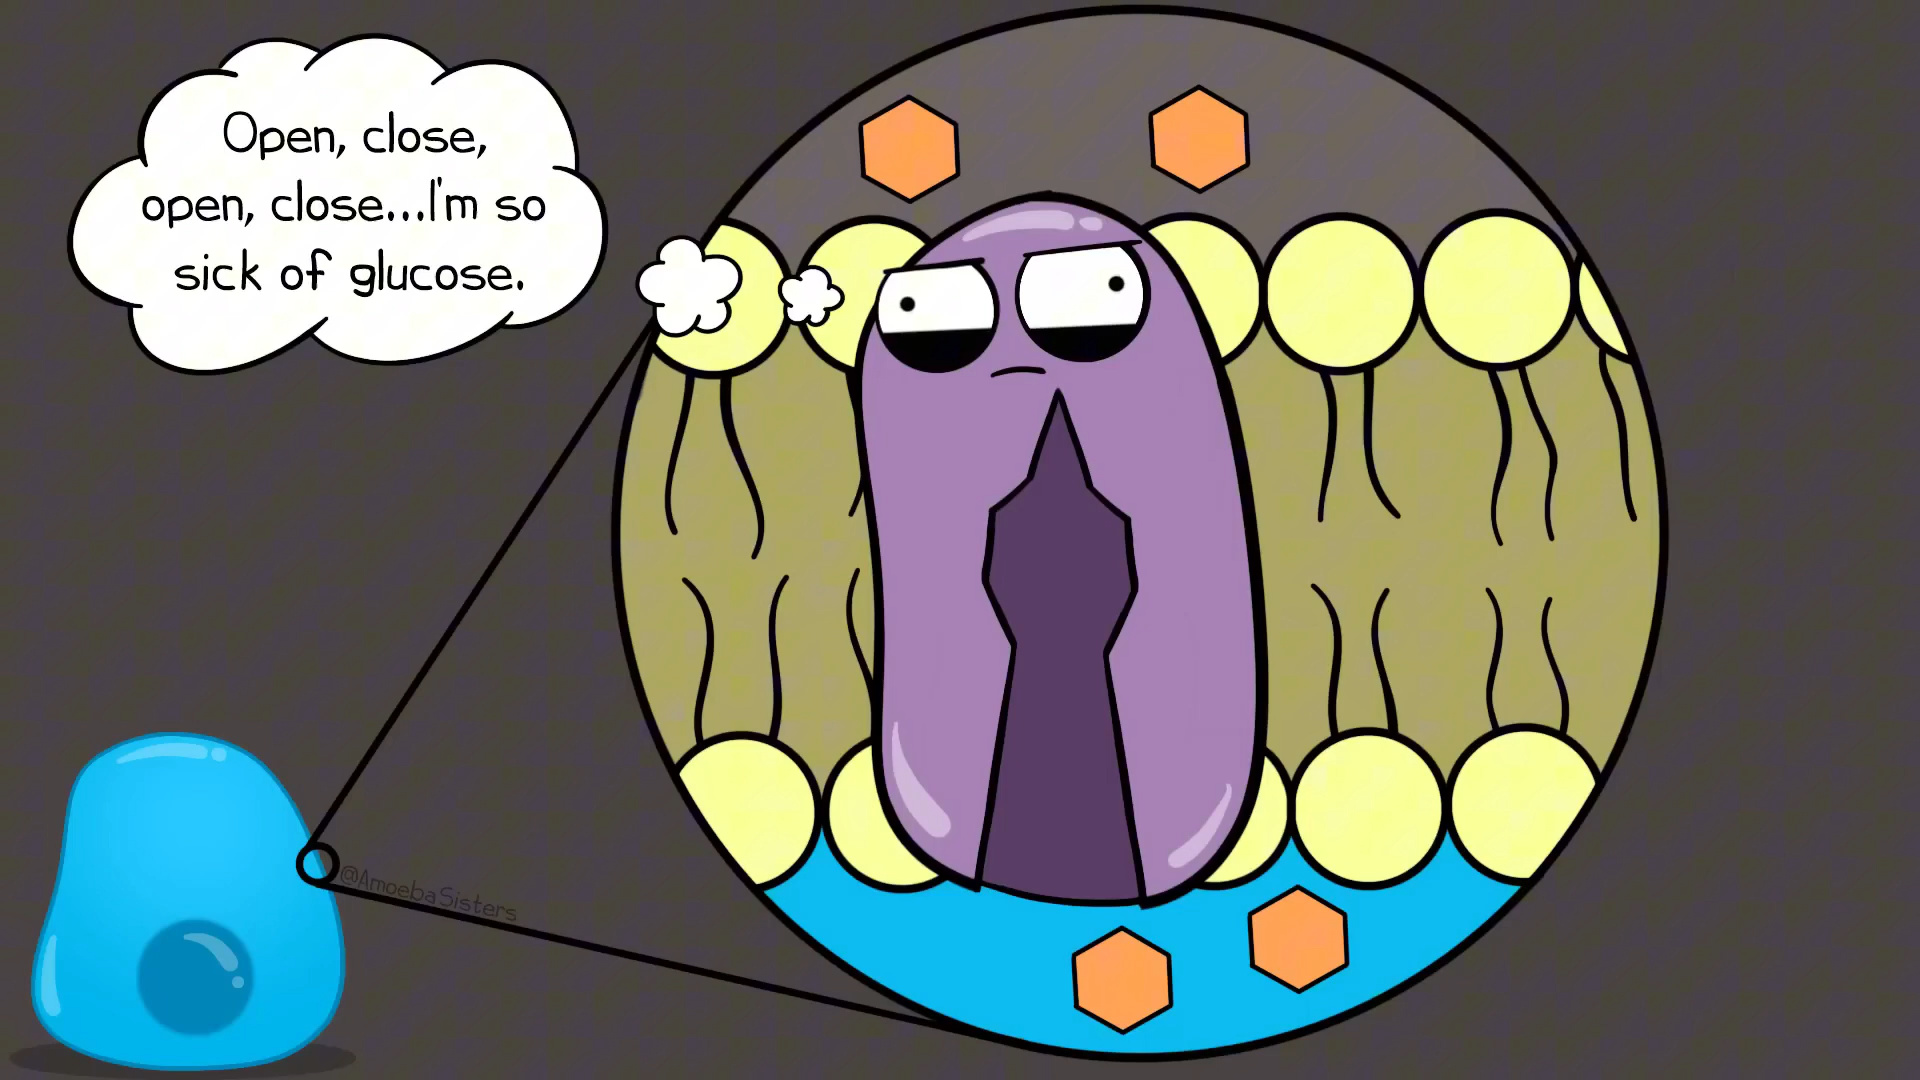 Open, close,
open, close...I'm so
sick of glucose.
@AmoebaSisters